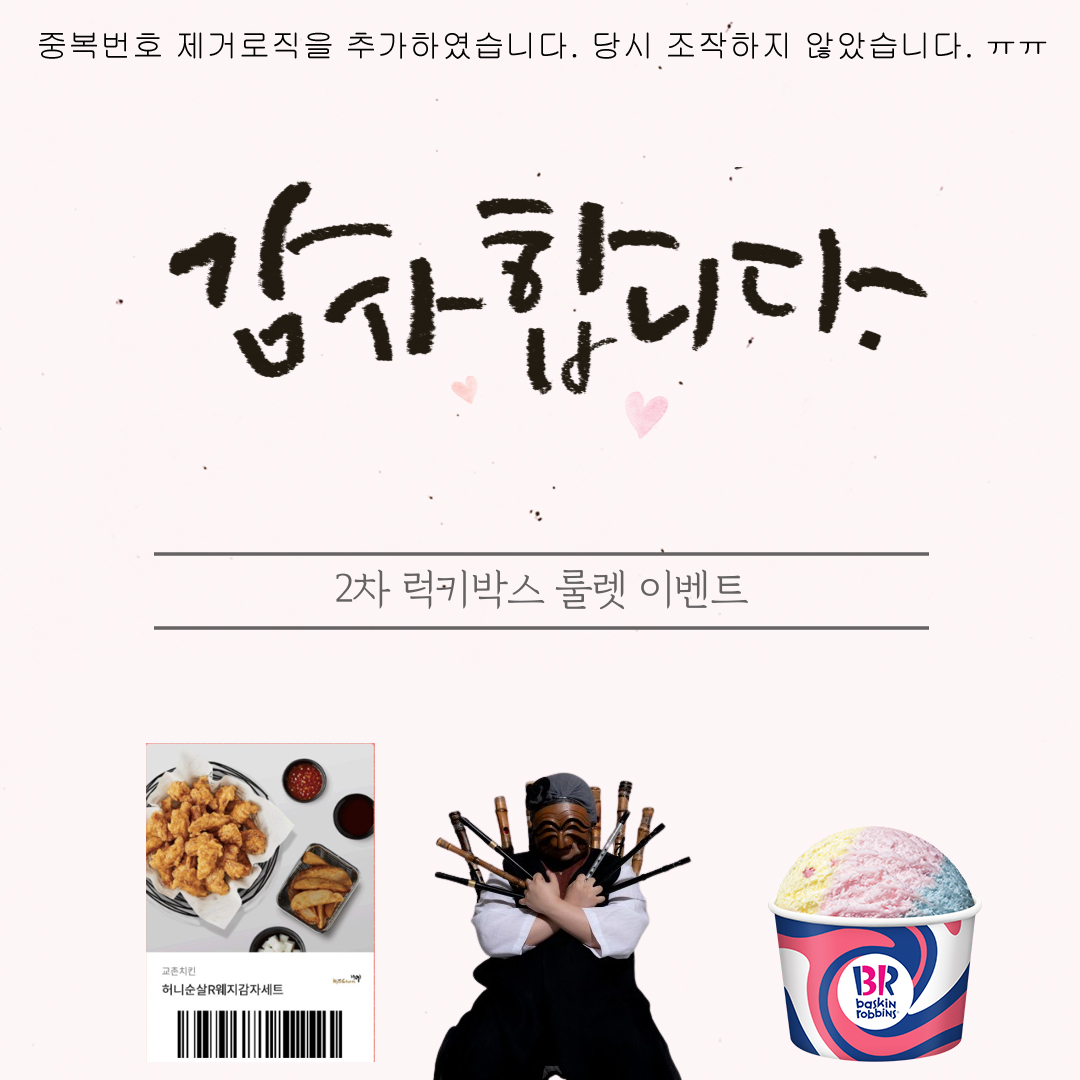 중복번호 제거로직을 추가하였습니다. 당시 조작하지 않았습니다. ㅠㅠ
감사합니다.
2차 럭키박스 룰렛 이벤트
교촌치킨
허니순살R웨지감자세트
BR
baskin
robbins